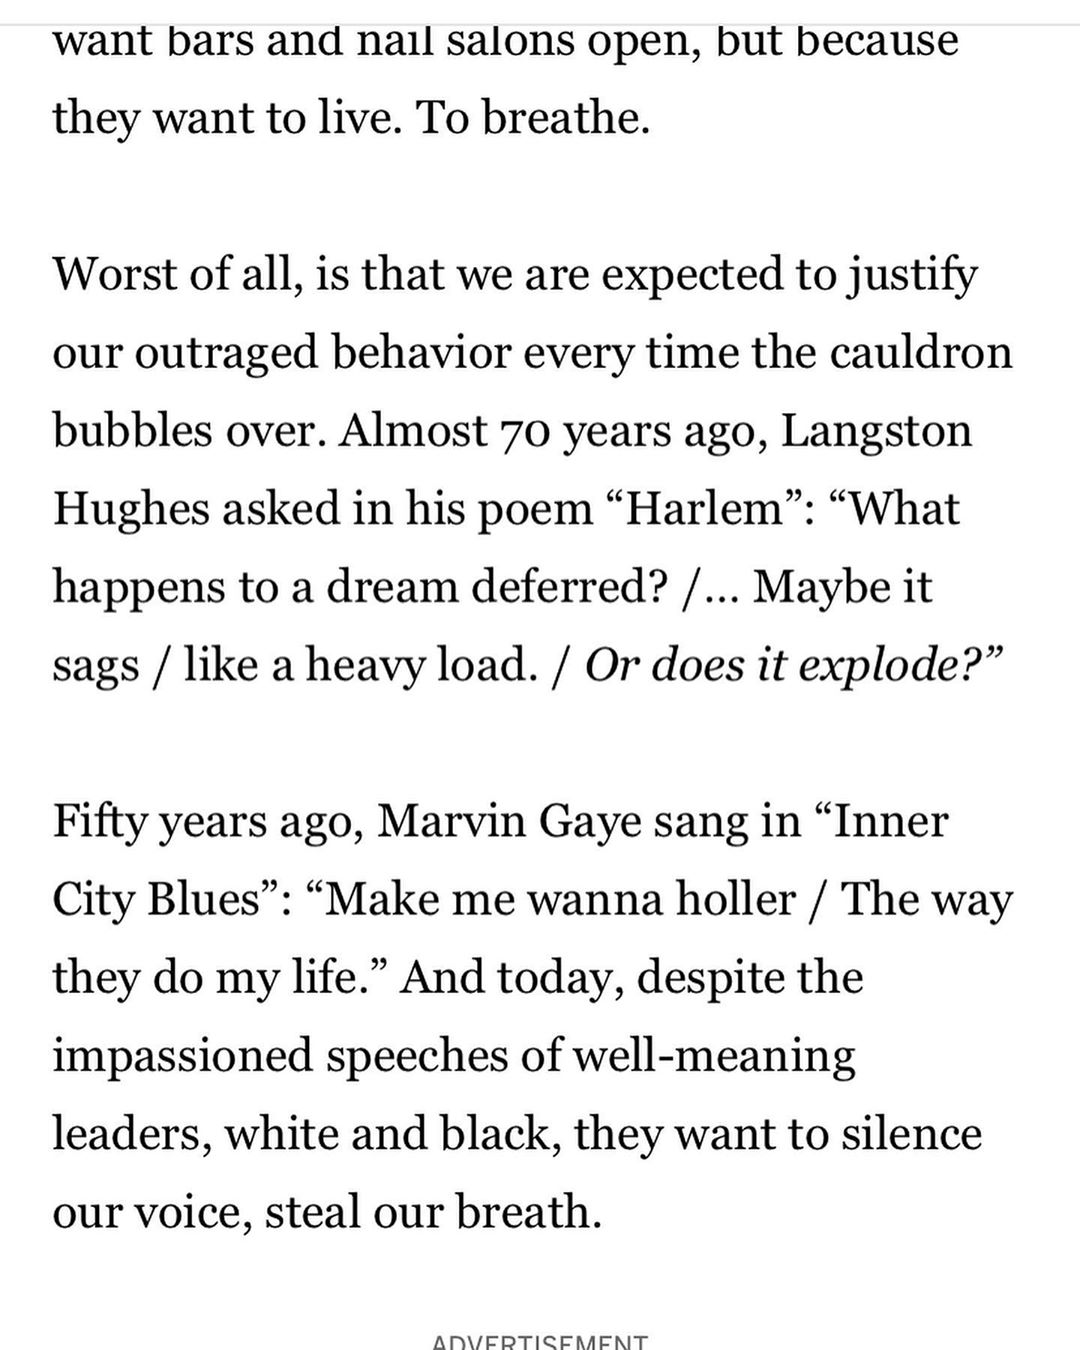 want bars and nail salons open, but because
they want to live. To breathe.
Worst of all, is that we are expected to justify
our outraged behavior every time the cauldron
bubbles over. Almost 70 years ago, Langston
Hughes asked in his poem “Harlem”: “What
happens to a dream deferred? /… Maybe it
sags / like a heavy load. / Or does it explode?”
Fifty years ago, Marvin Gaye sang in “Inner
City Blues”: “Make me wanna holler / The way
they do my life.” And today, despite the
impassioned speeches of well-meaning
leaders, white and black, they want to silence
our voice, steal our breath.
ADVERTISEMENT